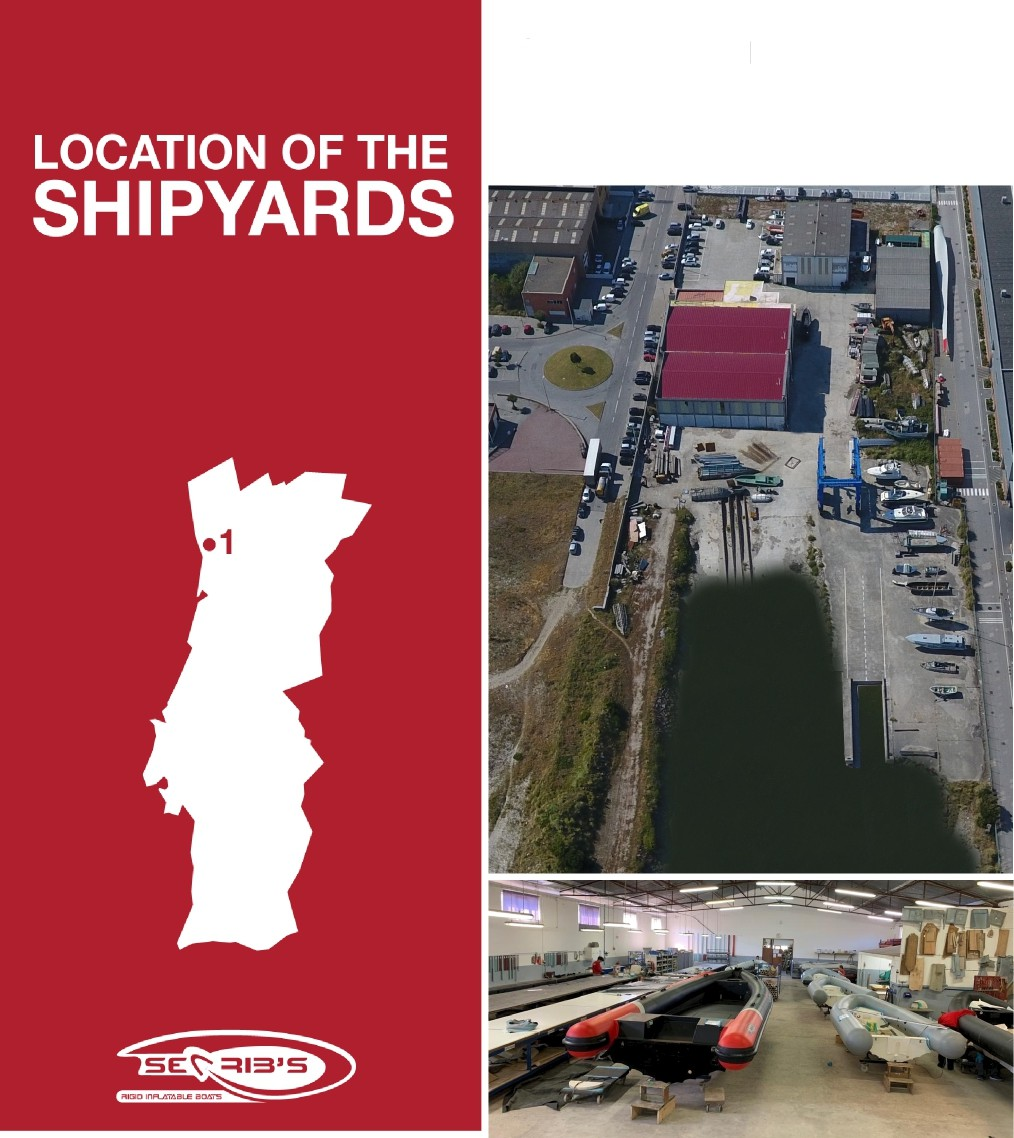 LOCATION OF THE
SHIPYARDS
1
SEARIB'S
RIGID INFLATABLE BOATS